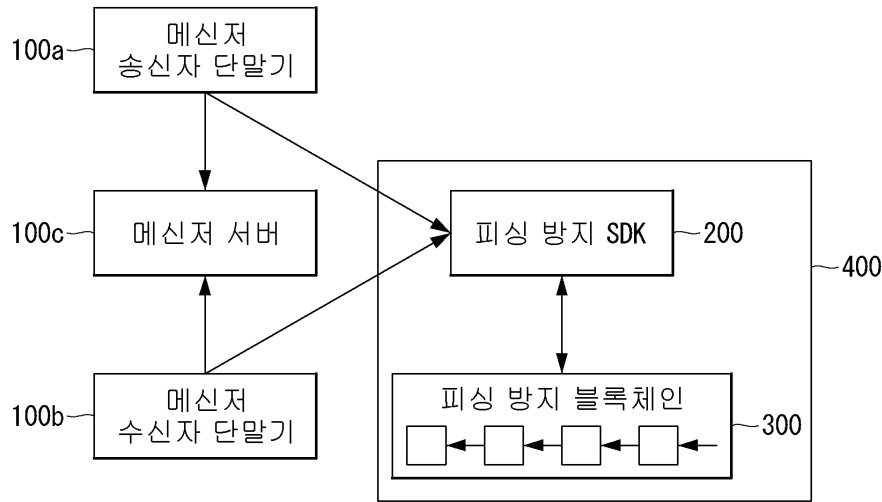 100a
메신저
송신자 단말기
100c
메신저 서버
피싱 방지 SDK
200
400
100b
메신저
수신자 단말기
피싱 방지 블록체인
300